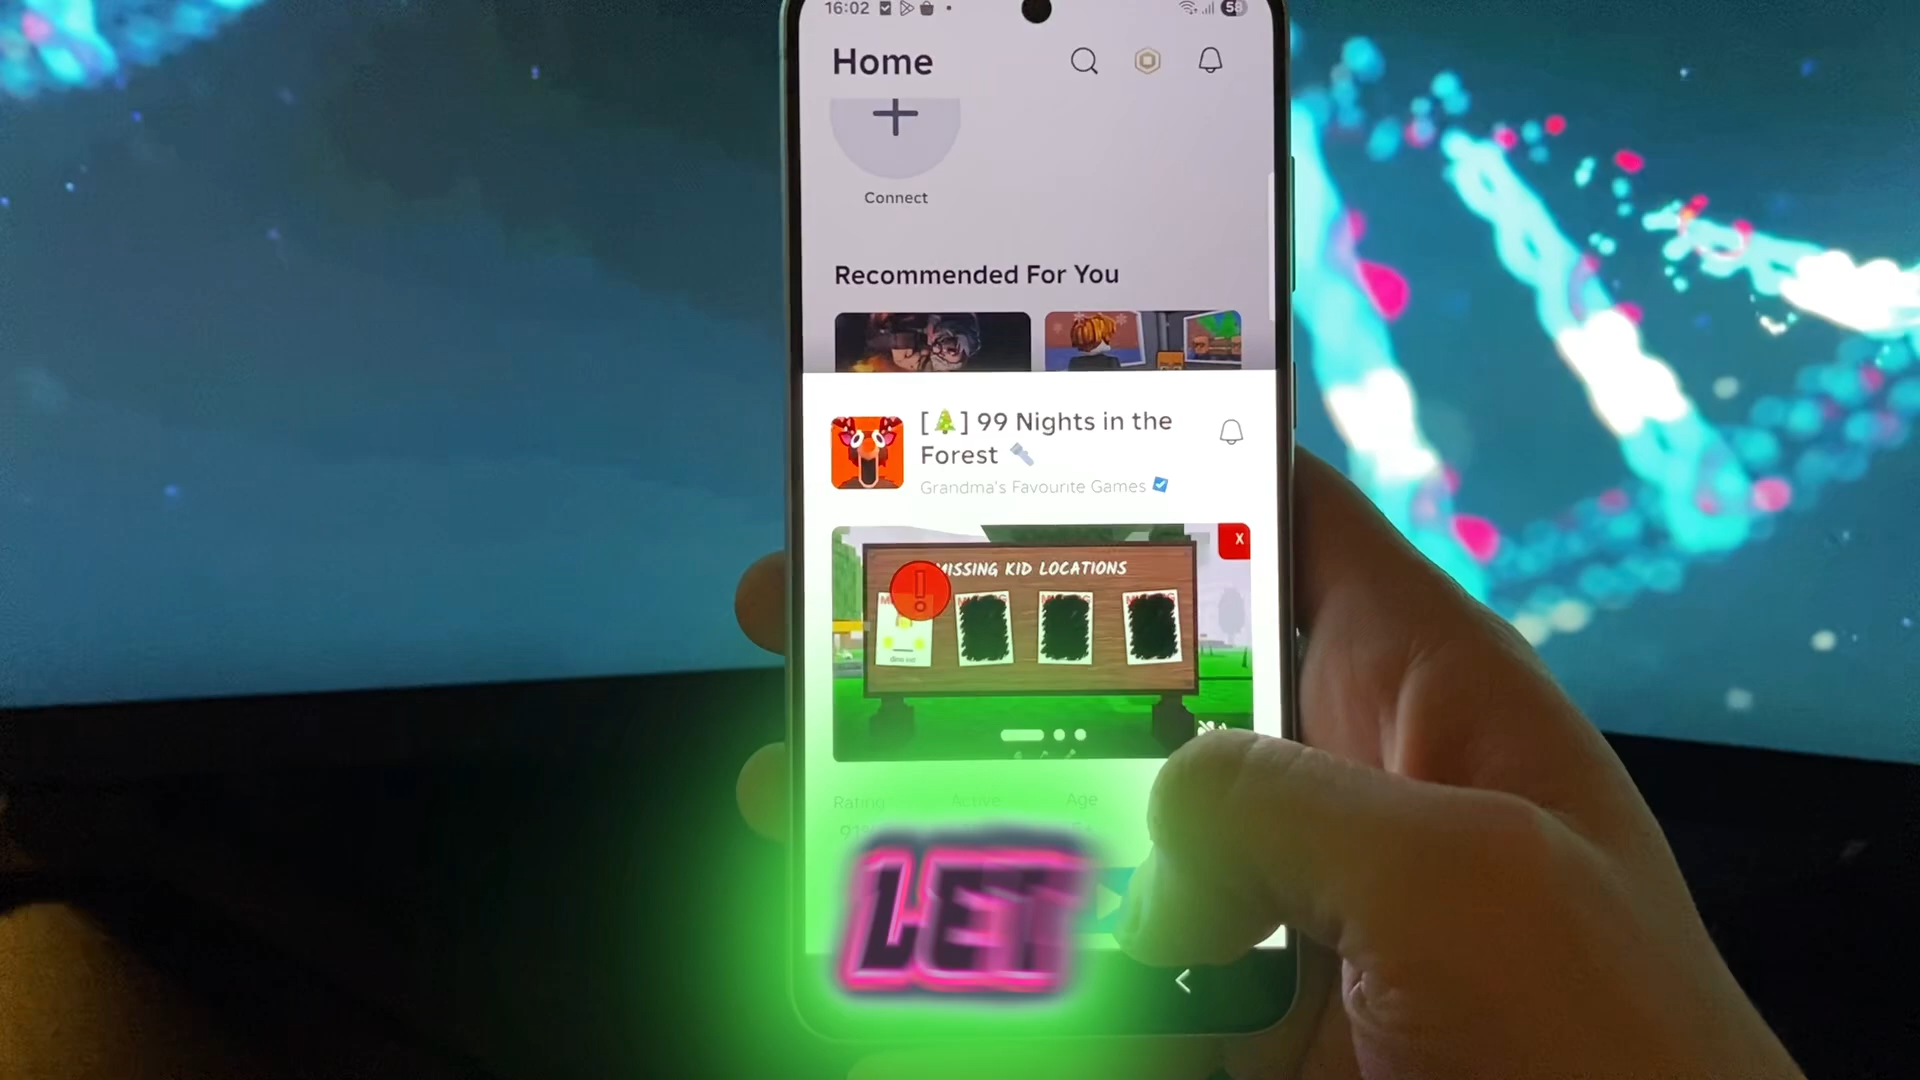 16:02
58
Home
Connect
Recommended For You
[🎄] 99 Nights in the
Forest 🔦
Grandma's Favourite Games
X
MISSING KID LOCATIONS
Rating
Active
Age
LET